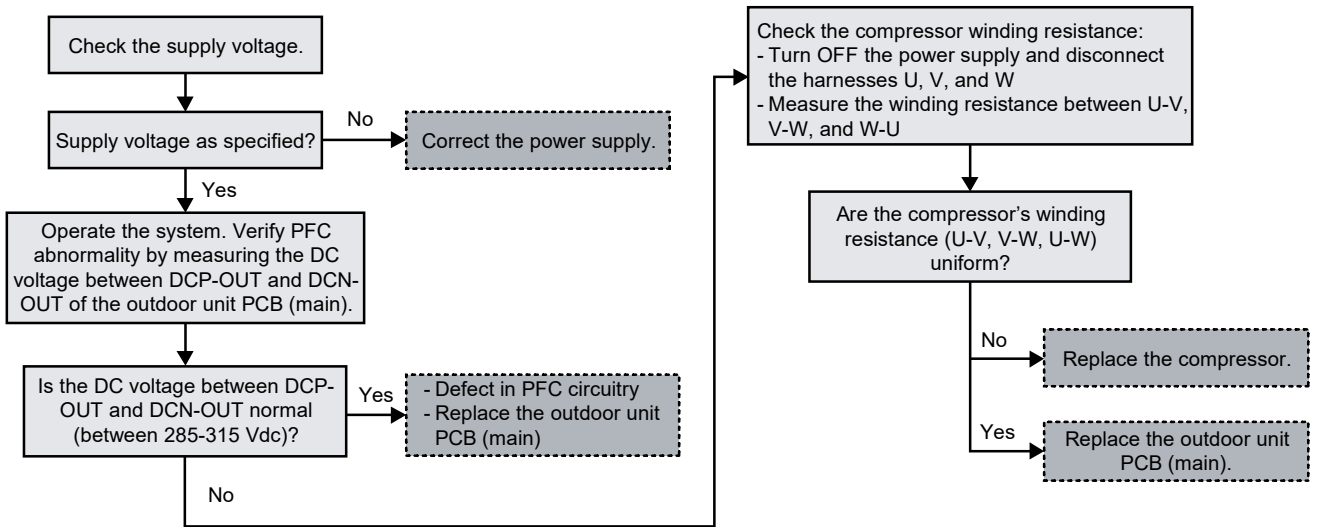 Check the supply voltage.
Supply voltage as specified?
No
Correct the power supply.
Yes
Operate the system. Verify PFC
abnormality by measuring the DC
voltage between DCP-OUT and DCN-
OUT of the outdoor unit PCB (main).
Is the DC voltage between DCP-
OUT and DCN-OUT normal
(between 285-315 Vdc)?
Yes
- Defect in PFC circuitry
- Replace the outdoor unit
PCB (main)
No
Check the compressor winding resistance:
- Turn OFF the power supply and disconnect
the harnesses U, V, and W
- Measure the winding resistance between U-V,
V-W, and W-U
Are the compressor's winding
resistance (U-V, V-W, U-W)
uniform?
No
Replace the compressor.
Yes
Replace the outdoor unit
PCB (main).